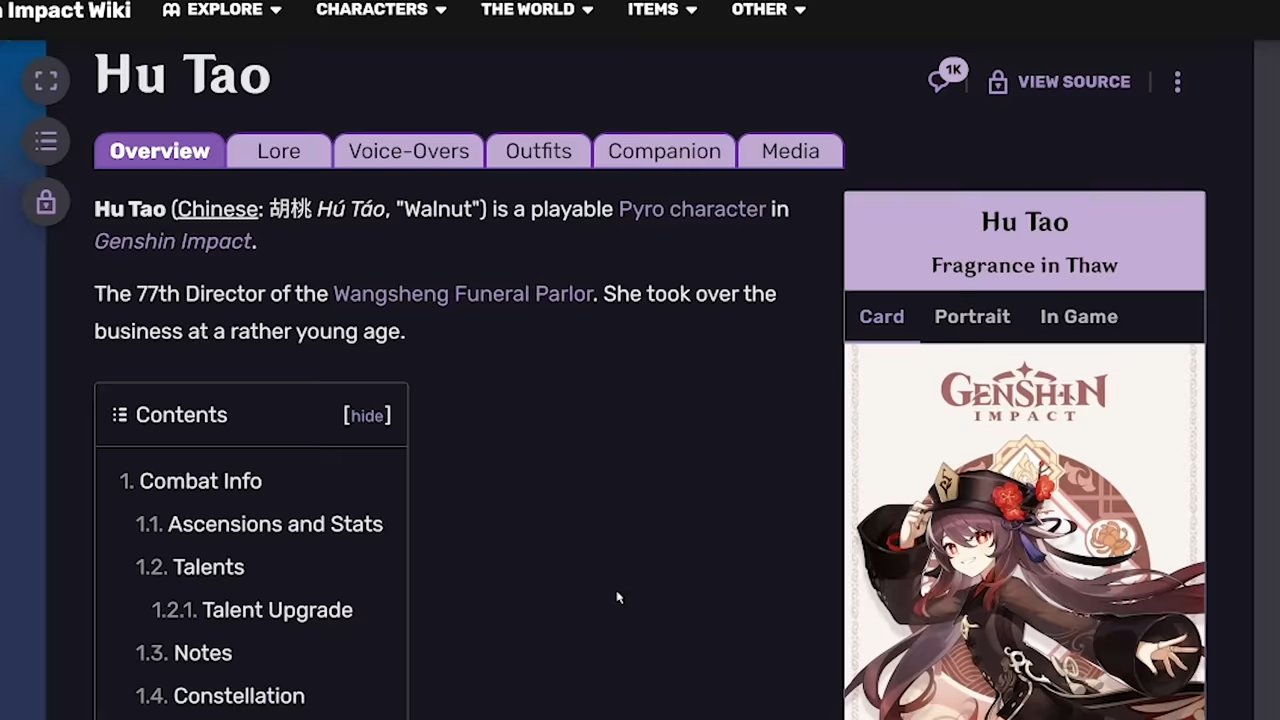 Impact Wiki
EXPLORE
CHARACTERS
THE WORLD
ITEMS
OTHER
Hu Tao
1K
VIEW SOURCE
Overview
Lore
Voice-Overs
Outfits
Companion
Media
Hu Tao (Chinese: 胡桃 Hú Táo, "Walnut") is a playable Pyro character in
Genshin Impact.
The 77th Director of the Wangsheng Funeral Parlor. She took over the
business at a rather young age.
Contents [hide]
1. Combat Info
1.1. Ascensions and Stats
1.2. Talents
1.2.1. Talent Upgrade
1.3. Notes
1.4. Constellation
Hu Tao
Fragrance in Thaw
Card
Portrait
In Game
GENSHIN
IMPACT